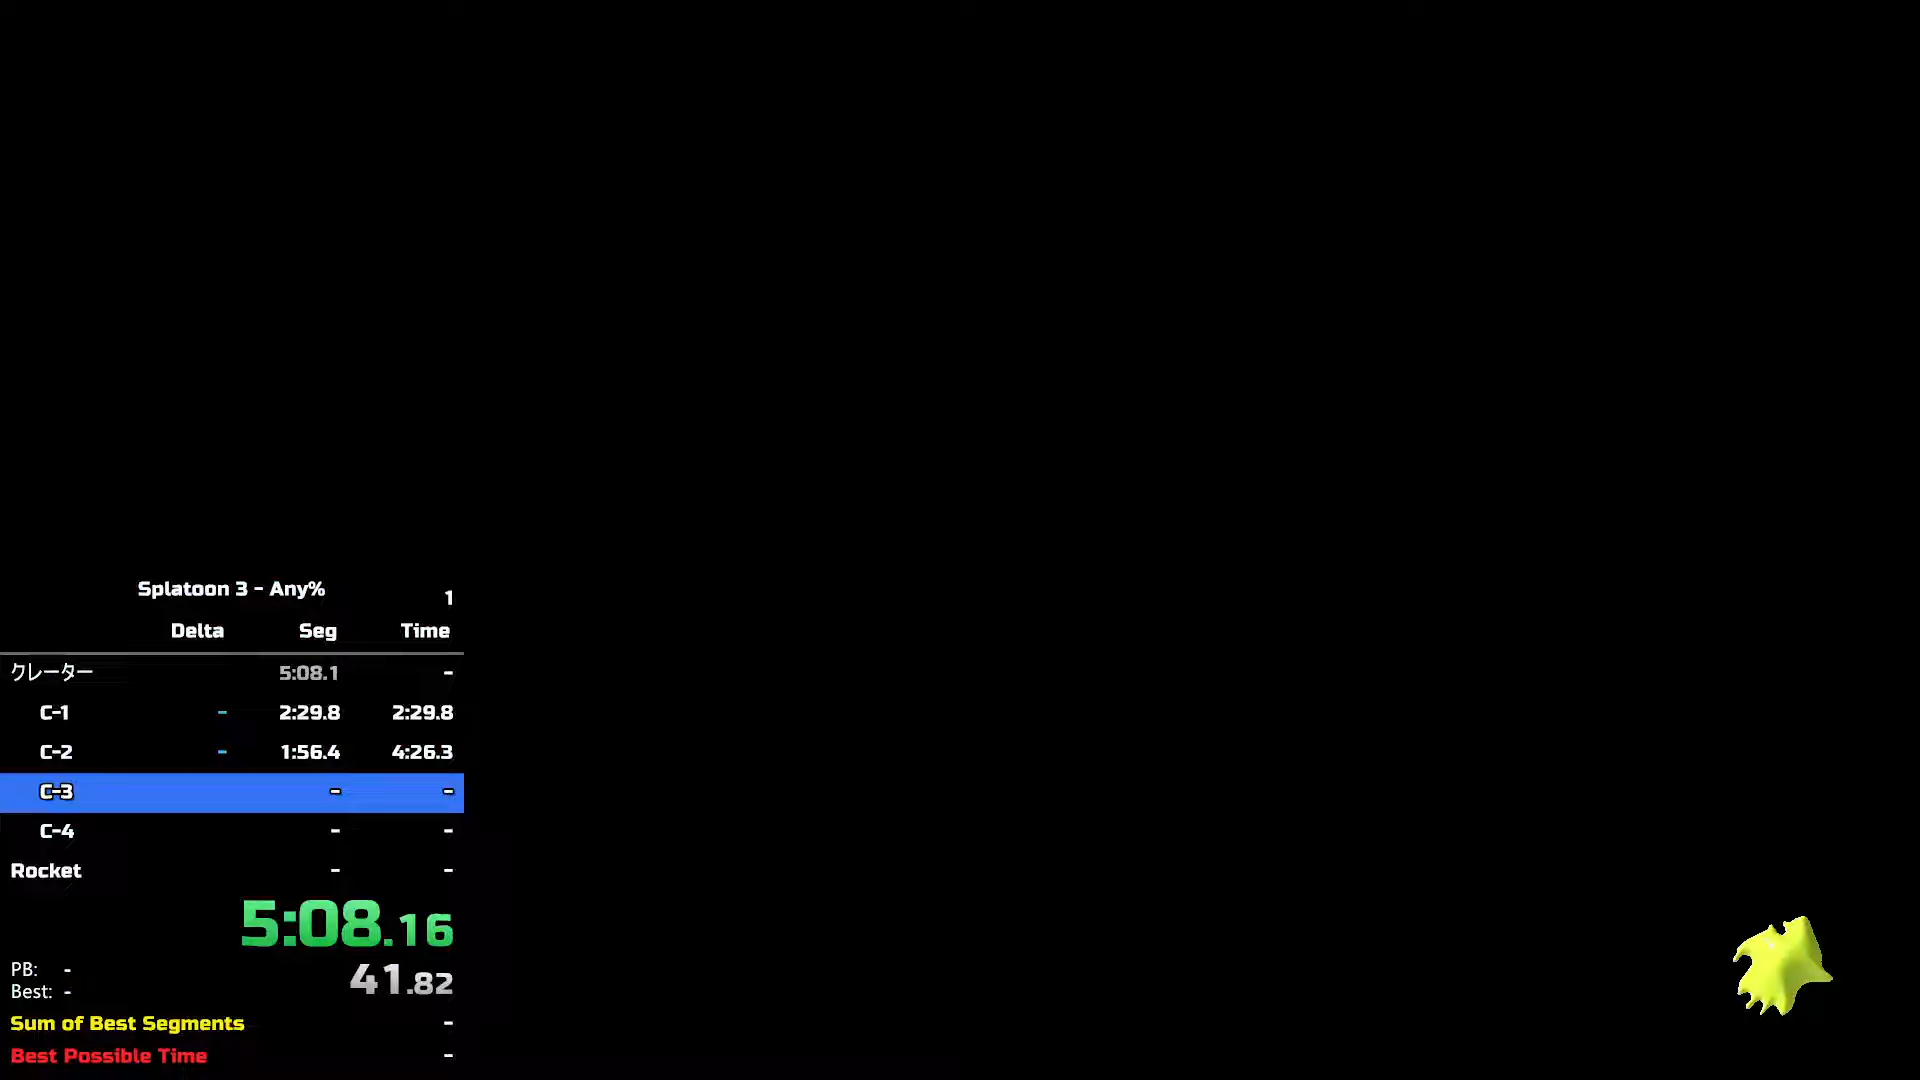 Splatoon 3 - Any%
1
Delta Seg Time
クレーター 5:08.1 -
C-1 - 2:29.8 2:29.8
C-2 - 1:56.4 4:26.3
C-3 - -
C-4 - -
Rocket - -
5:08.16
PB: -
41.82
Best: -
Sum of Best Segments -
Best Possible Time -